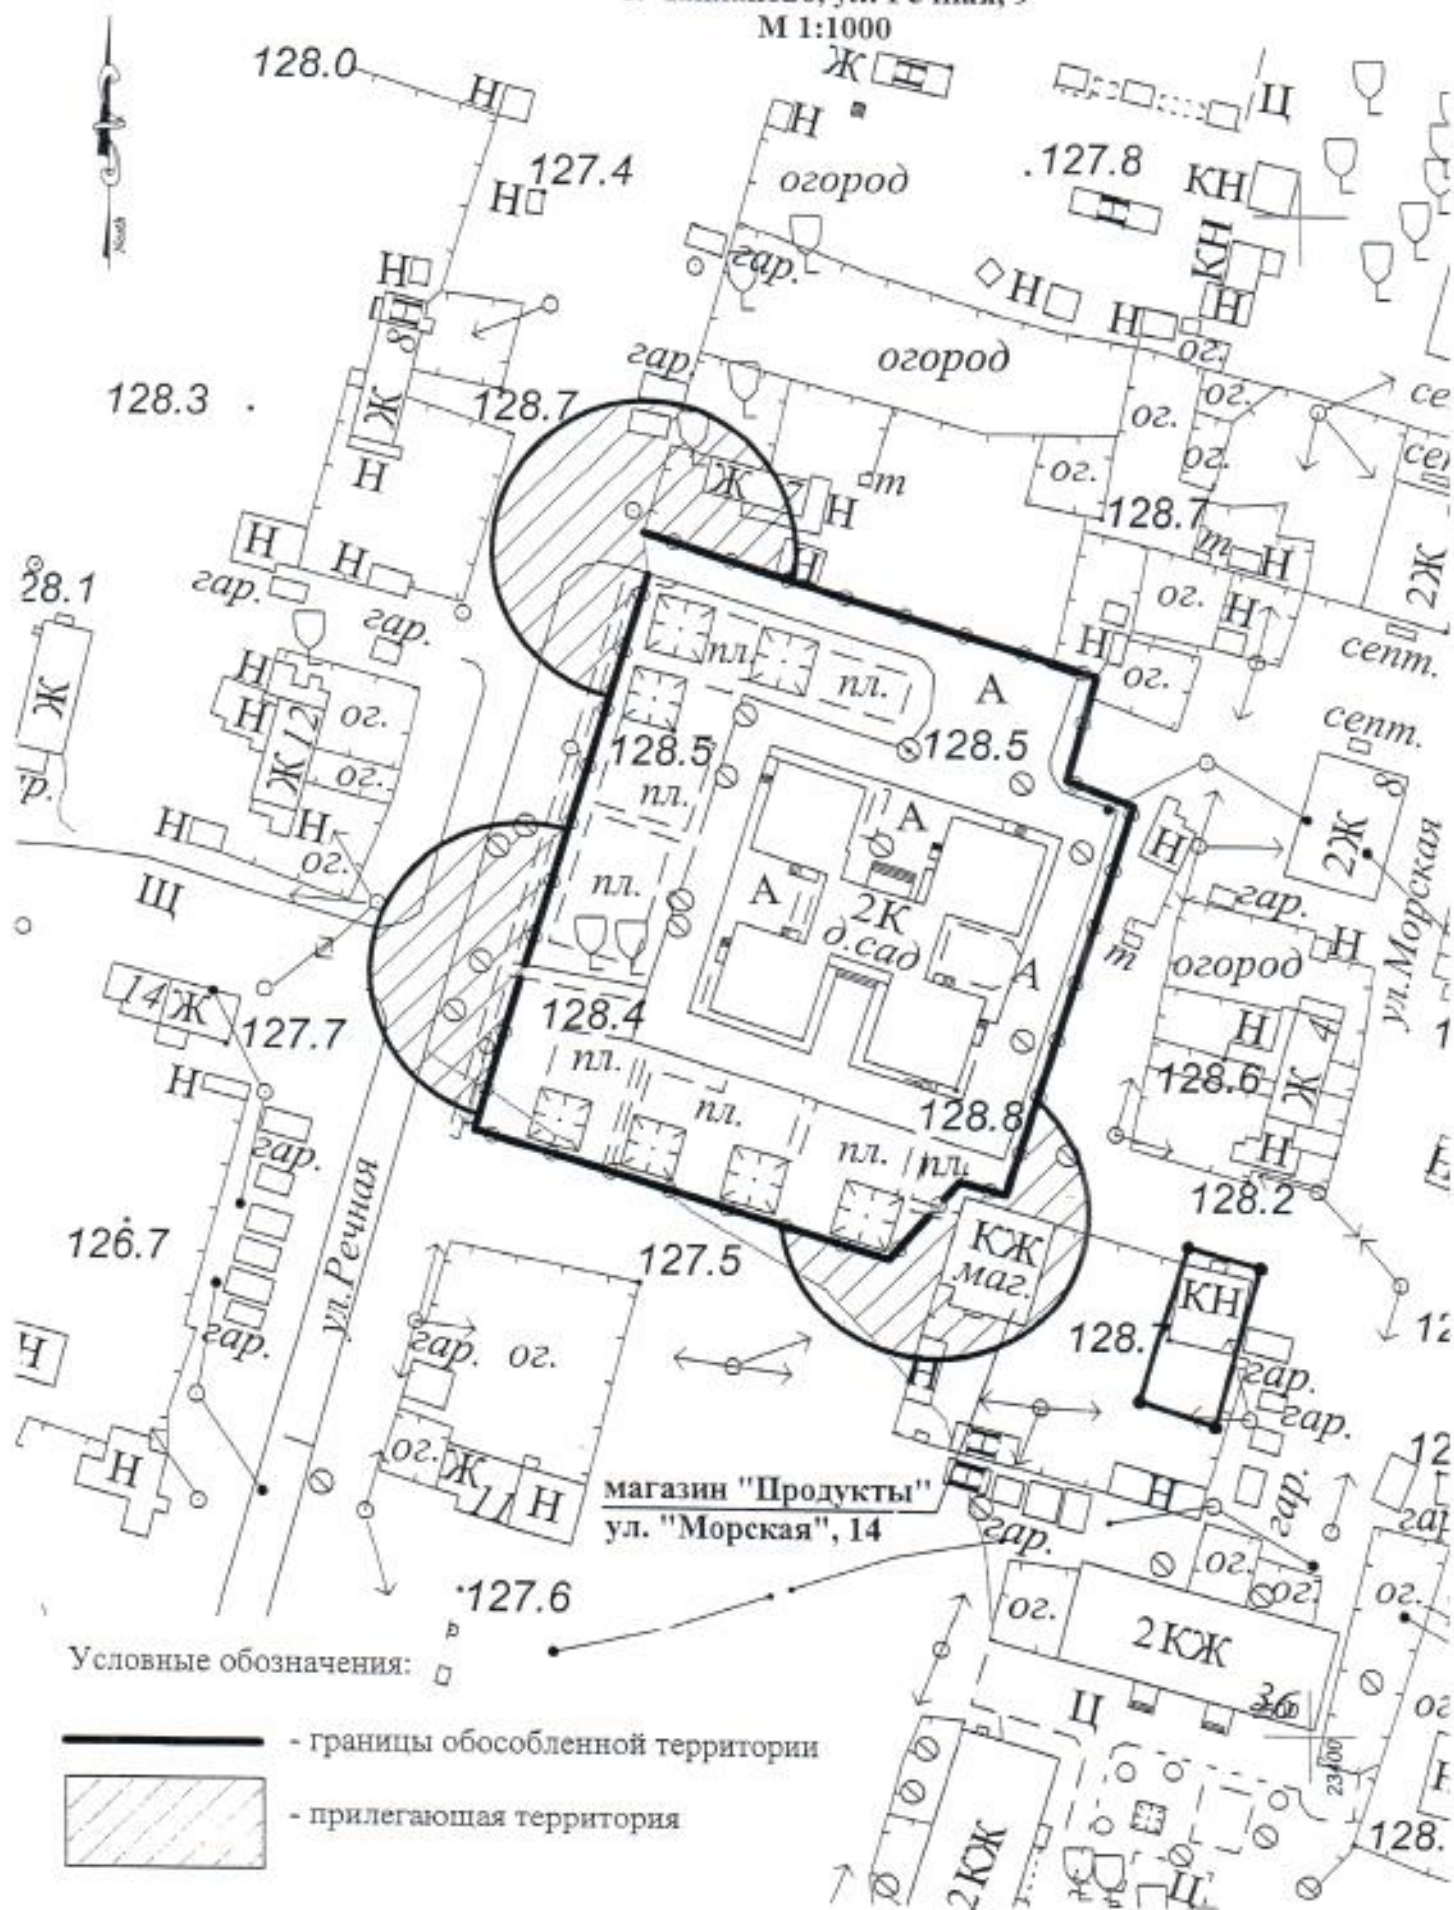 М 1:1000
128.0
Н
Ж
Н
Н
Ц
127.4
Н
огород
.127.8
КН
Н
КН
North
Н
гар.
Н
Н
Н
Н
8
Ж
гар.
огород
ог.
ог.
128.3
128.7
ог.
ог.
ог.
Н
Ж 7
Н
т
128.7
т
Н
2Ж
Н
Н
Н
гар.
гар.
28.1
ог.
Н
Н
септ.
пл.
пл.
А
ог.
Ж
Н
Н
Ж 12
ог.
ог.
септ.
128.5
128.5
пл.
А
2Ж 8
Н
Н
Н
ог.
Щ
пл.
А
2К
д.сад
А
гар.
Н
т
огород
ул.Морская
14 Ж
127.7
128.4
пл.
Н
Ж 4
128.6
Н
гар.
пл.
128.8
пл.
пл.
Н
128.2
126.7
ул.Речная
127.5
КЖ
маг.
КН
128.
гар.
гар.
ог.
Н
гар.
гар.
Н
ог.
Ж 11
Н
Н
Н
Н
гар.
магазин "Продукты"
ул. "Морская", 14
гар.
127.6
ог.
ог.
ог.
ог.
2КЖ
Условные обозначения:
Ц
23400
- границы обособленной территории
- прилегающая территория
128.
2КЖ
Ц